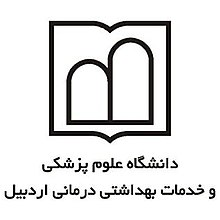 دانشگاه علوم پزشکی
و خدمات بهداشتی درمانی اردبیل